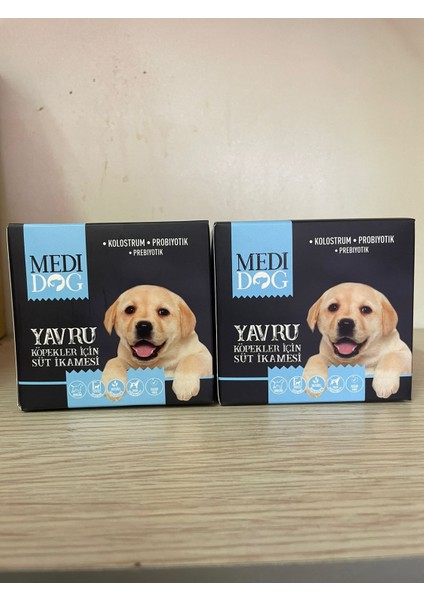 MEDI
DOG
• KOLOSTRUM • PROBIYOTIK
• PREBIYOTIK
YAVRU
KÖPEKLER İÇİN
SÜT İKAMESİ
MEDI
DOG
• KOLOSTRUM • PROBIYOTIK
• PREBIYOTIK
YAVRU
KÖPEKLER İÇİN
SÜT İKAMESİ